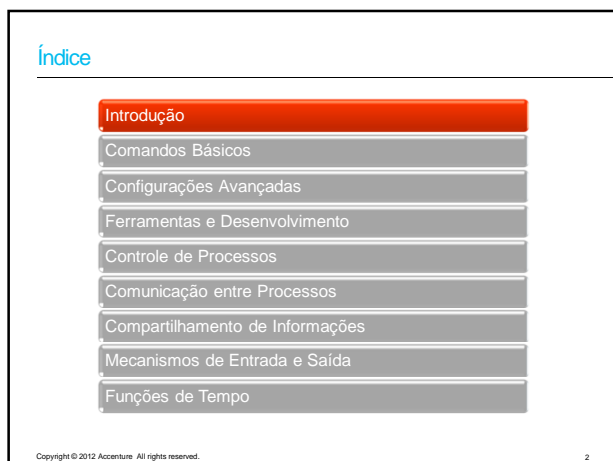 Índice
Introdução
Comandos Básicos
Configurações Avançadas
Ferramentas e Desenvolvimento
Controle de Processos
Comunicação entre Processos
Compartilhamento de Informações
Mecanismos de Entrada e Saída
Funções de Tempo
Copyright © 2012 Accenture All rights reserved. 2